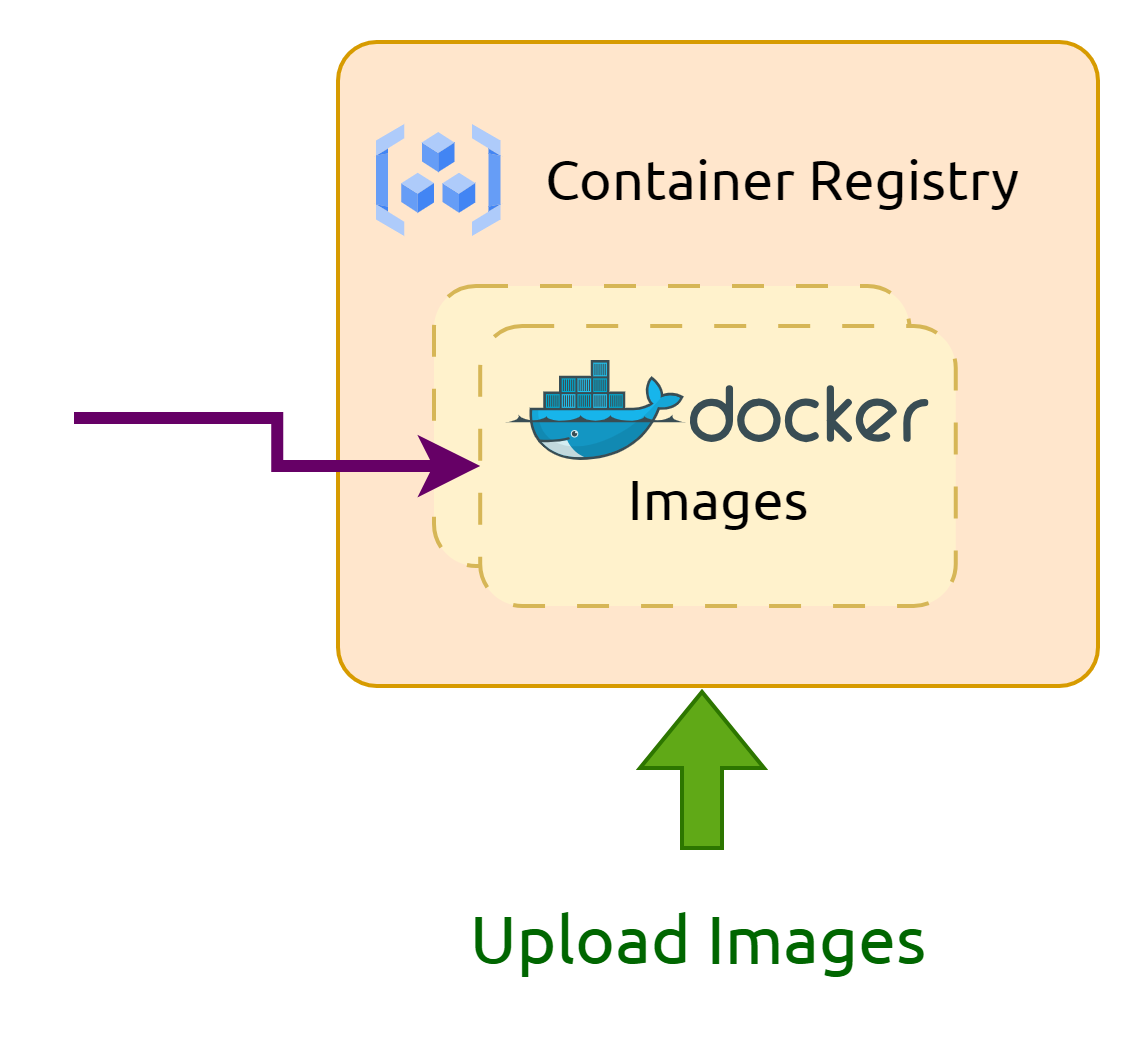 Container Registry
docker
Images
Upload Images